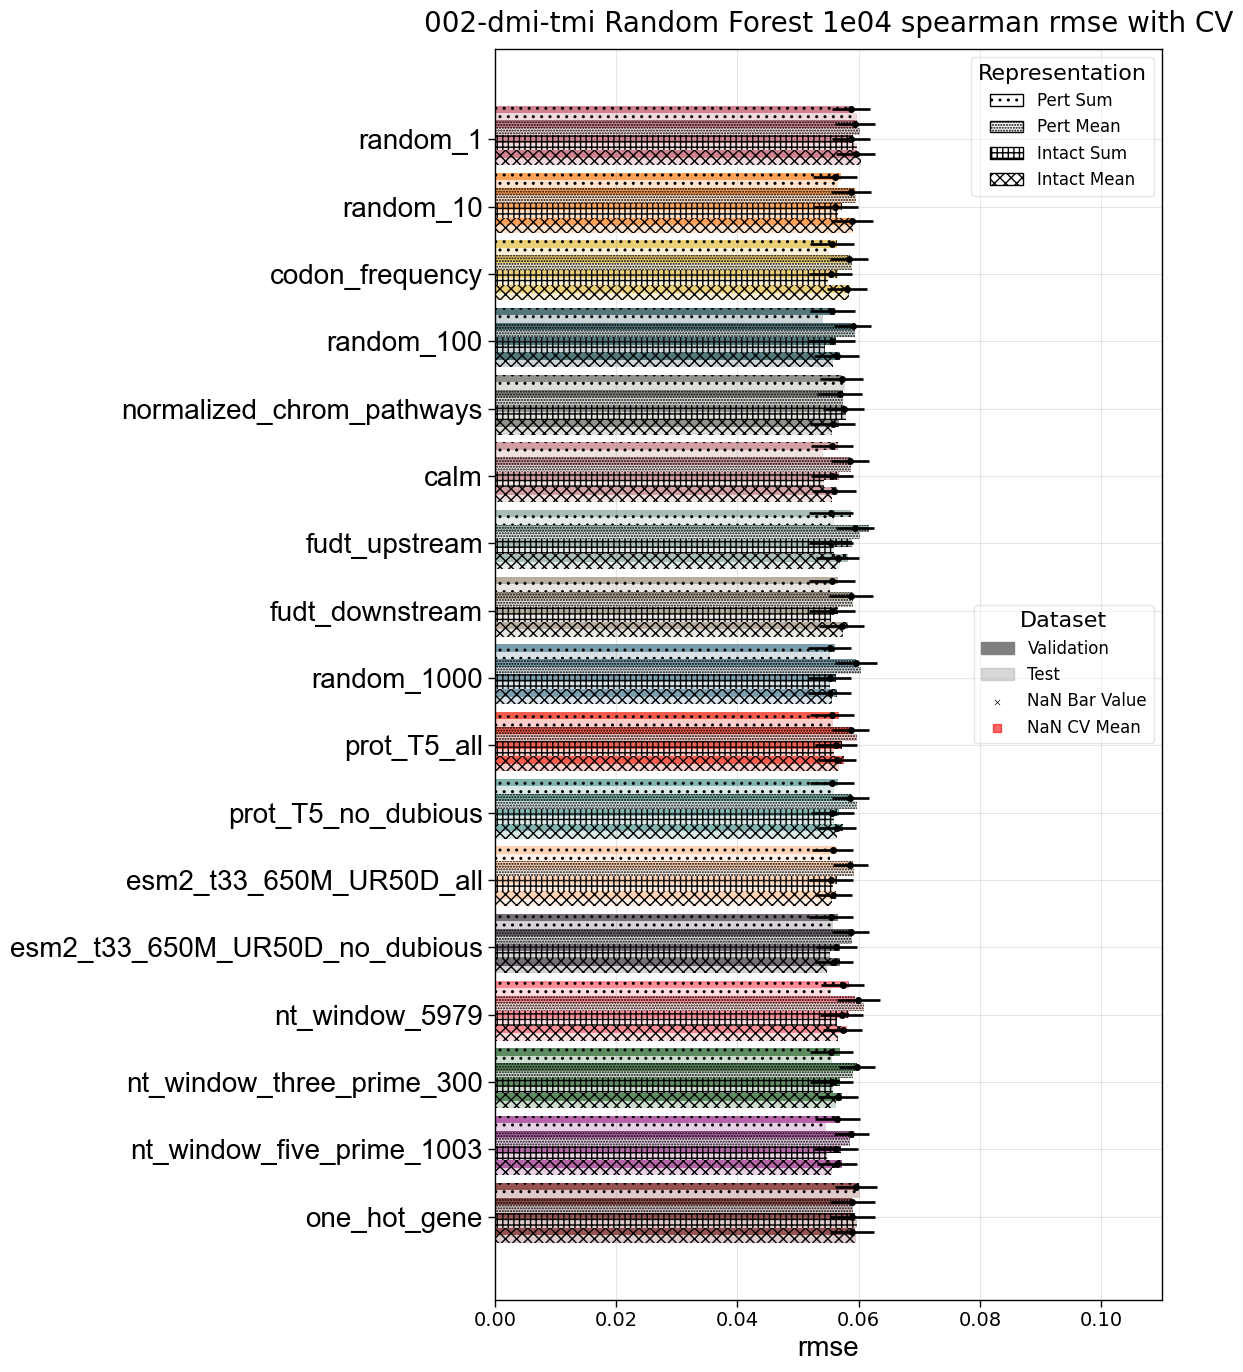 002-dmi-tmi Random Forest 1e04 spearman rmse with CV
Representation
Pert Sum
Pert Mean
Intact Sum
Intact Mean
random_1
random_10
codon_frequency
random_100
normalized_chrom_pathways
calm
fudt_upstream
fudt_downstream
random_1000
prot_T5_all
prot_T5_no_dubious
esm2_t33_650M_UR50D_all
esm2_t33_650M_UR50D_no_dubious
nt_window_5979
nt_window_three_prime_300
nt_window_five_prime_1003
one_hot_gene
Dataset
Validation
Test
NaN Bar Value
NaN CV Mean
0.00 0.02 0.04 0.06 0.08 0.10
rmse